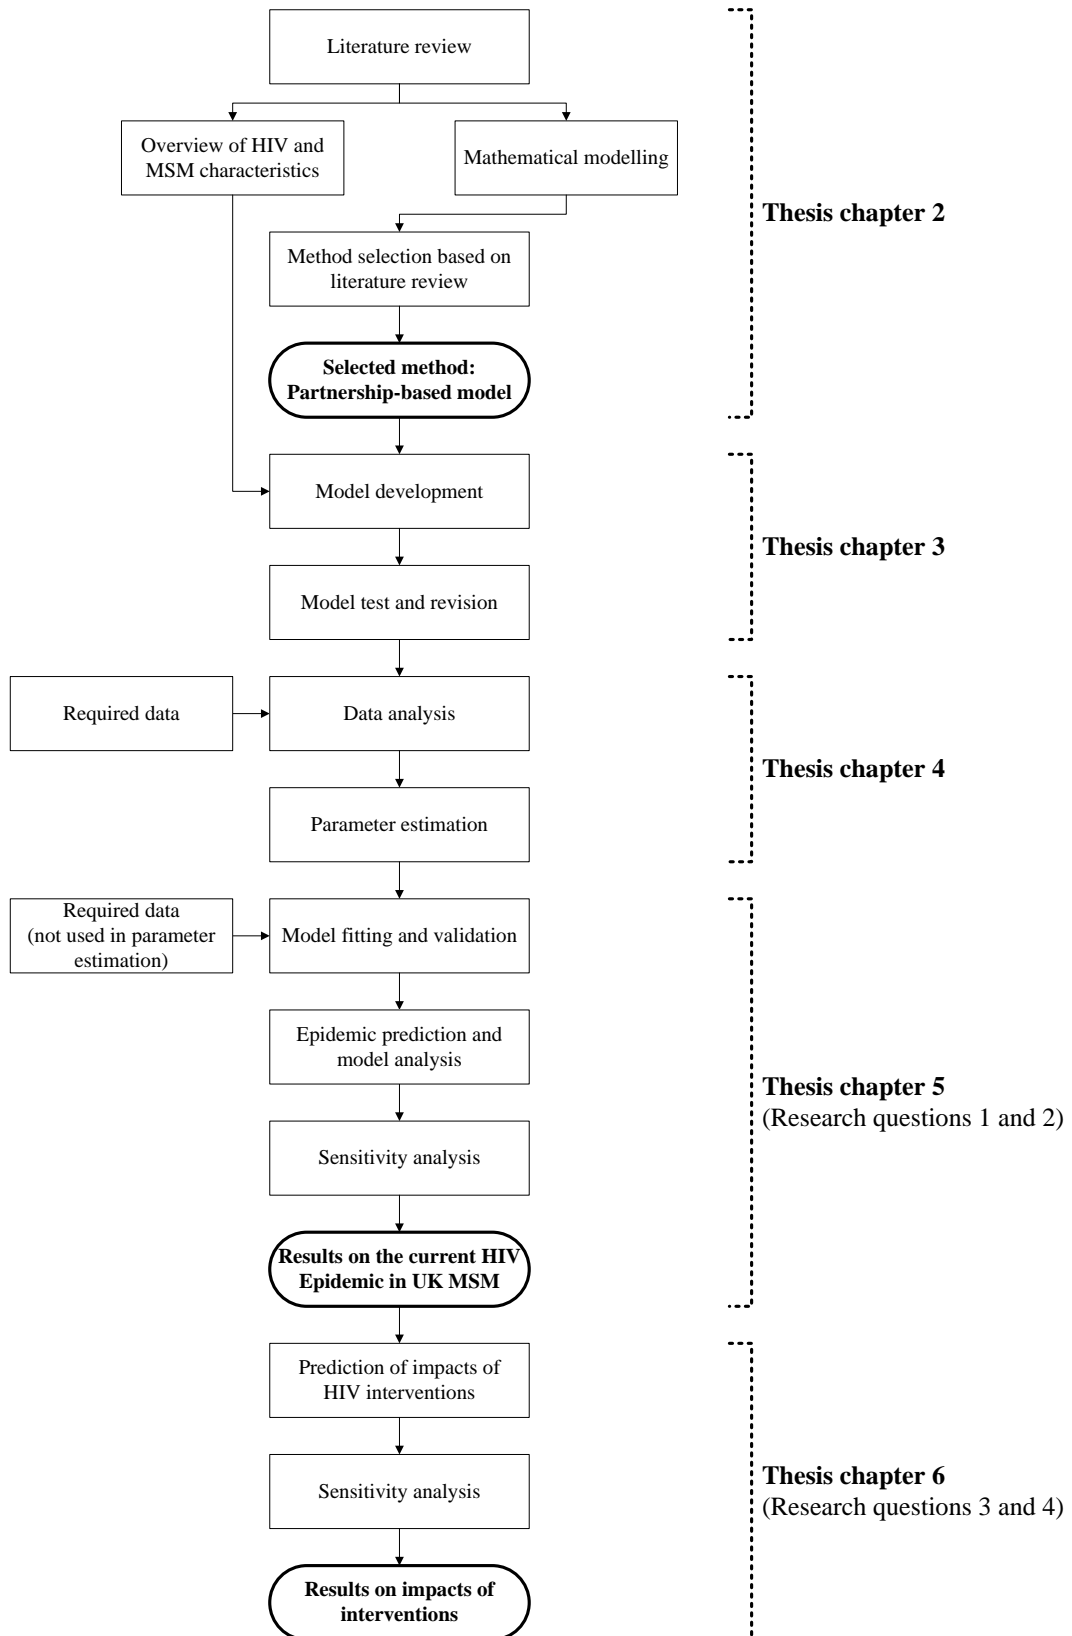 Literature review
Overview of HIV and
MSM characteristics
Mathematical modelling
Method selection based on
literature review
Selected method:
Partnership-based model
Thesis chapter 2
Model development
Model test and revision
Thesis chapter 3
Required data
Data analysis
Parameter estimation
Thesis chapter 4
Required data
(not used in parameter
estimation)
Model fitting and validation
Epidemic prediction and
model analysis
Sensitivity analysis
Results on the current HIV
Epidemic in UK MSM
Thesis chapter 5
(Research questions 1 and 2)
Prediction of impacts of
HIV interventions
Sensitivity analysis
Results on impacts of
interventions
Thesis chapter 6
(Research questions 3 and 4)